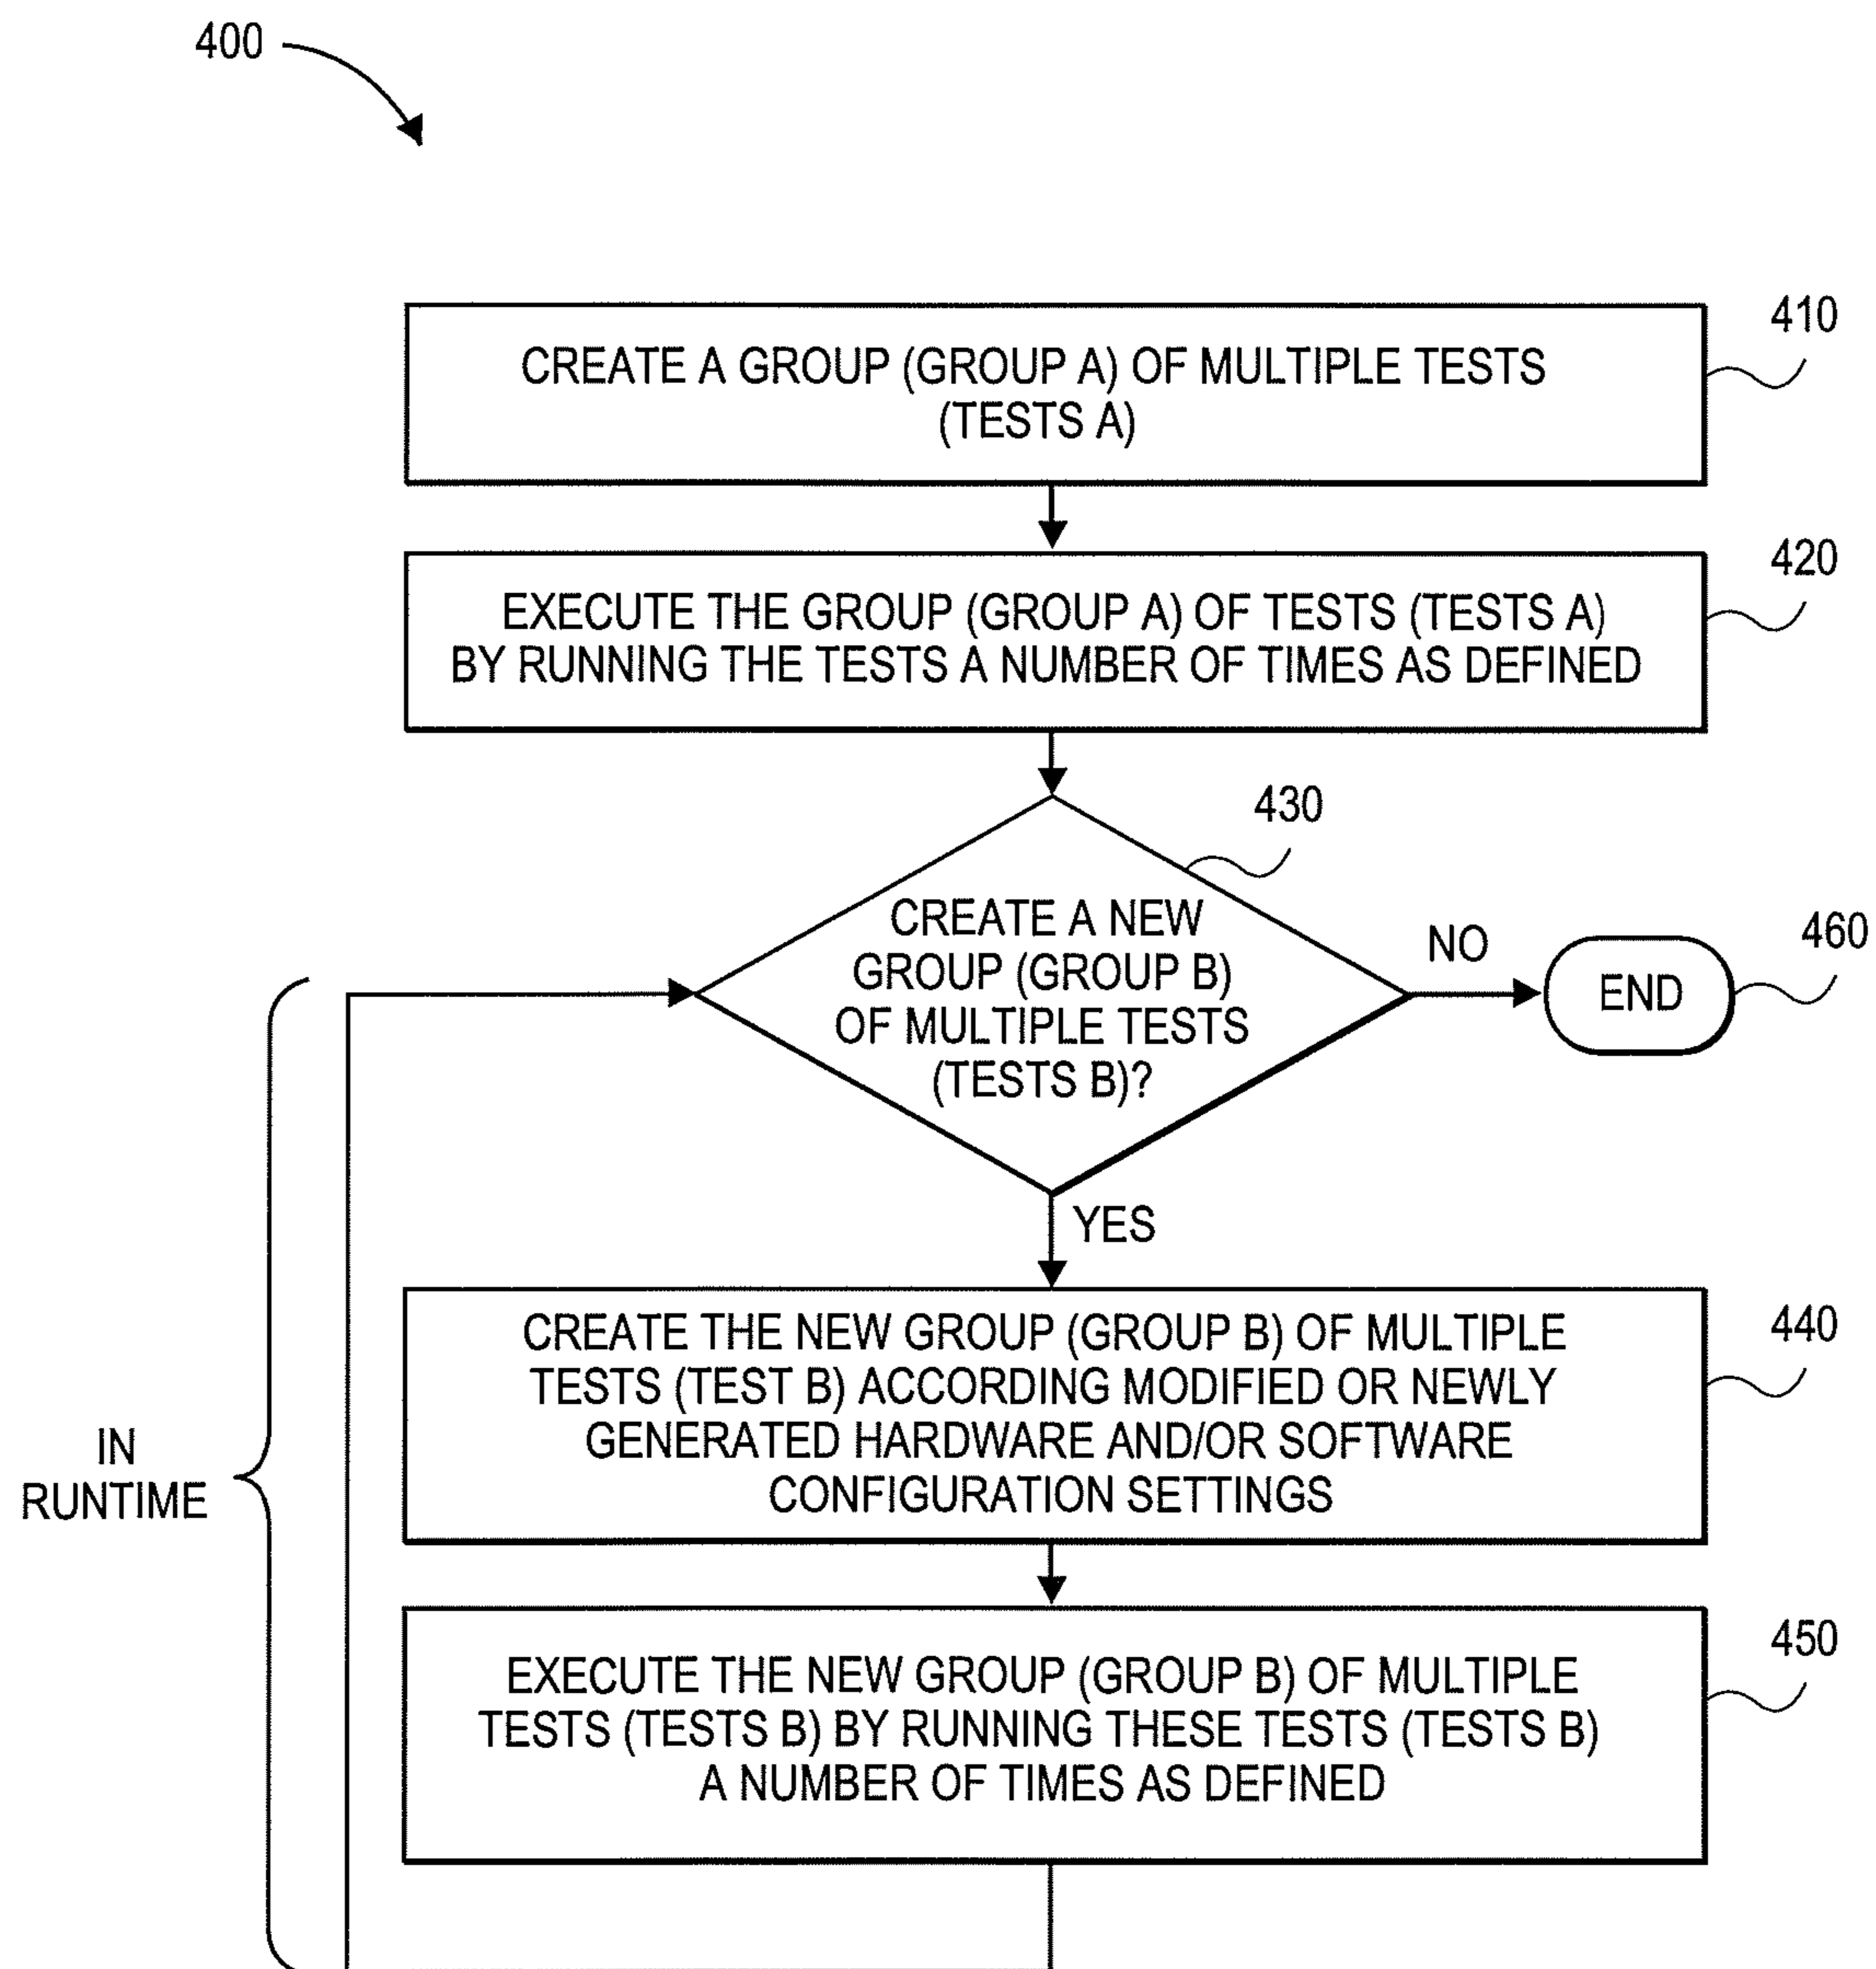 400
CREATE A GROUP (GROUP A) OF MULTIPLE TESTS
(TESTS A)
410
EXECUTE THE GROUP (GROUP A) OF TESTS (TESTS A)
BY RUNNING THE TESTS A NUMBER OF TIMES AS DEFINED
420
CREATE A NEW
GROUP (GROUP B)
OF MULTIPLE TESTS
(TESTS B)?
430
NO
END
460
YES
CREATE THE NEW GROUP (GROUP B) OF MULTIPLE
TESTS (TEST B) ACCORDING MODIFIED OR NEWLY
GENERATED HARDWARE AND/OR SOFTWARE
CONFIGURATION SETTINGS
440
IN
RUNTIME
EXECUTE THE NEW GROUP (GROUP B) OF MULTIPLE
TESTS (TESTS B) BY RUNNING THESE TESTS (TESTS B)
A NUMBER OF TIMES AS DEFINED
450